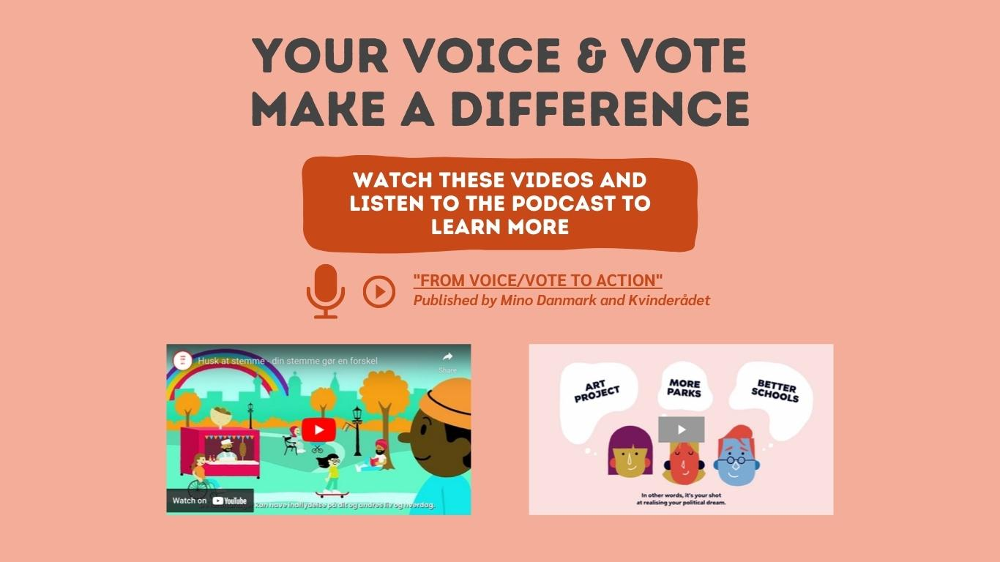 YOUR VOICE & VOTE
MAKE A DIFFERENCE
WATCH THESE VIDEOS AND
LISTEN TO THE PODCAST TO
LEARN MORE
"FROM VOICE/VOTE TO ACTION"
Published by Mino Danmark and Kvinderådet
Husk at stemme - din stemme gør en forskel
Share
Watch on YouTube
kan have indflydelse på dit og andres liv og hverdag.
ART
PROJECT
MORE
PARKS
BETTER
SCHOOLS
In other words, it's your shot
at realising your political dream.